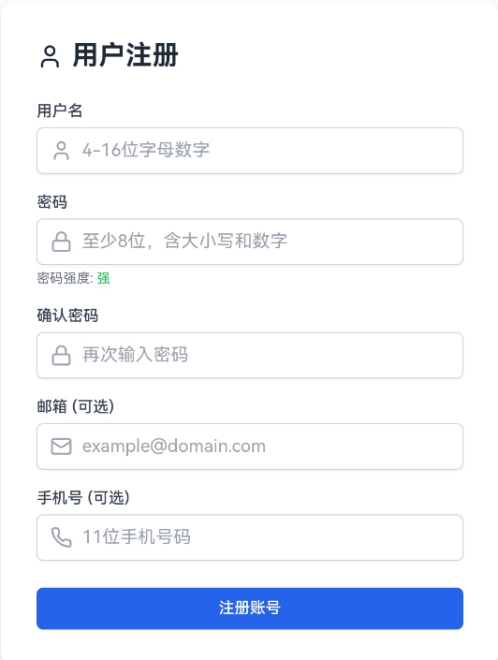 用户注册
用户名
4-16位字母数字
密码
至少8位，含大小写和数字
密码强度: 强
确认密码
再次输入密码
邮箱 (可选)
example@domain.com
手机号 (可选)
11位手机号码
注册账号